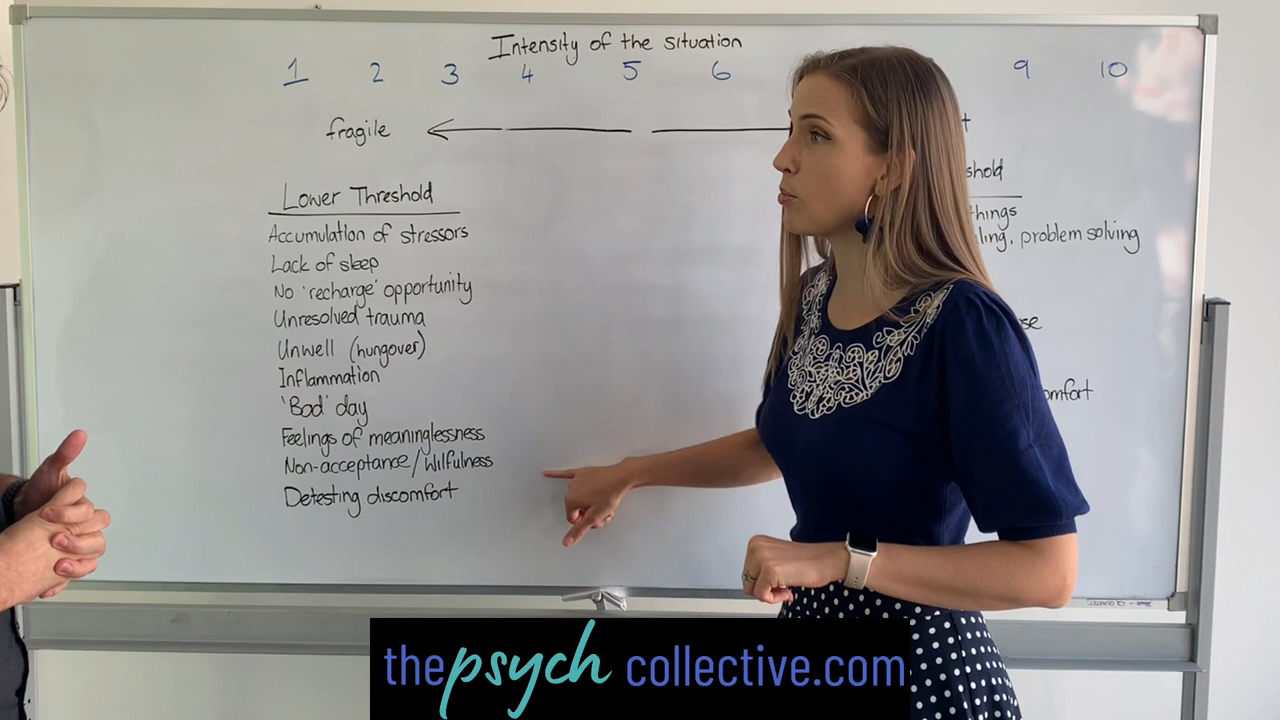 Intensity of the situation
1 2 3 4 5 6 9 10
fragile
Lower Threshold
Accumulation of stressors
Lack of sleep
No 'recharge' opportunity
Unresolved trauma
Unwell (hungover)
Inflammation
'Bad' day
Feelings of meaninglessness
Non-acceptance/Wilfulness
Detesting discomfort
shold
things
ling, problem solving
se
omfort
thepsych collective.com